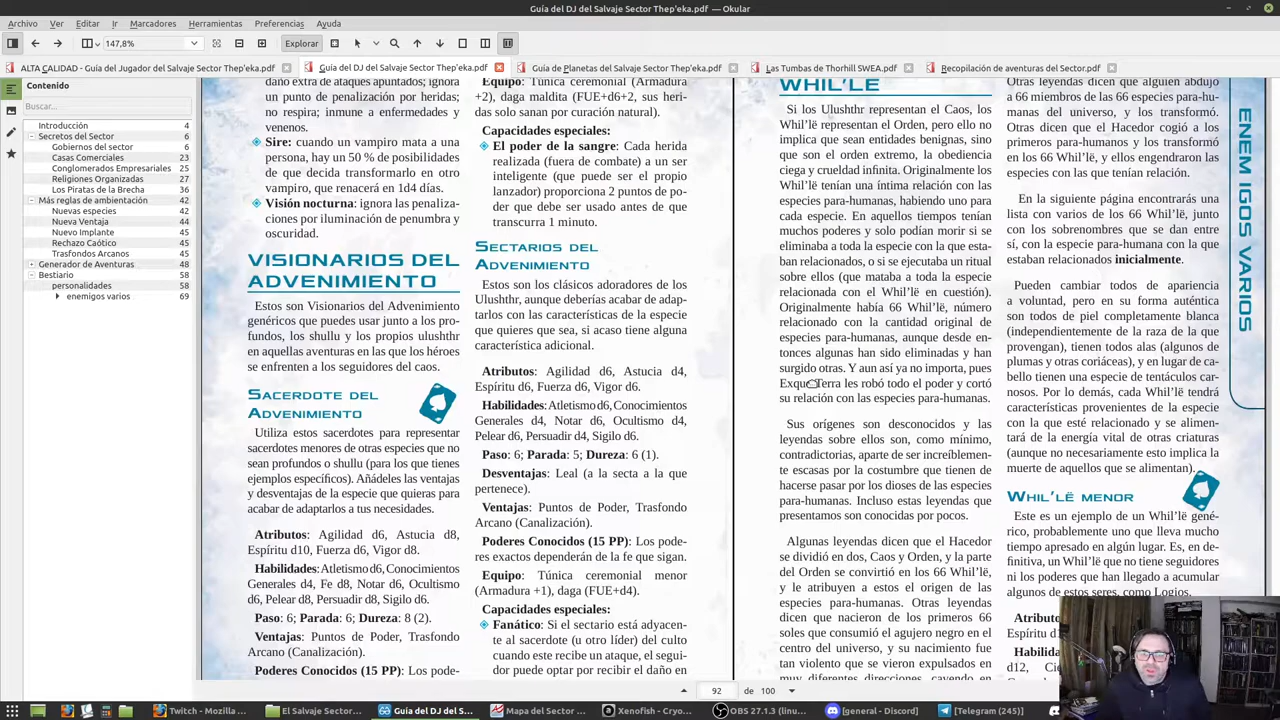 Guía del DJ del Salvaje Sector Thep'eka.pdf — Okular
Archivo Ver Editar Ir Marcadores Herramientas Preferencias Ayuda
147,8% Explorar
ALTA CALIDAD - Guía del Jugador del Salvaje Sector Thep'eka.pdf
Guía del DJ del Salvaje Sector Thep'eka.pdf
Guía de Planetas del Salvaje Sector Thep'eka.pdf
Las Tumbas de Thorhill SWEA.pdf
Recopilación de aventuras del Sector.pdf
Contenido
Buscar...
Introducción 4
Secretos del Sector 6
Gobiernos del sector 7
Casas Comerciales 23
Conglomerados Empresariales 25
Religiones Organizadas 27
Los Piratas de la Brecha 36
Más reglas de ambientación 42
Nuevas especies 42
Nueva Ventaja 44
Nuevo Implante 45
Rechazo Caótico 45
Trasfondos Arcanos 45
Generador de Aventuras 48
Bestiario 58
personalidades 58
enemigos varios 69
daño extra de ataques apuntados; ignora
un punto de penalización por heridas;
no respira; inmune a enfermedades y
venenos.
Sire: cuando un vampiro mata a una
persona, hay un 50 % de posibilidades
de que decida transformarlo en otro
vampiro, que renacerá en 1d4 días.
Visión nocturna: ignora las penaliza-
ciones por iluminación de penumbra y
oscuridad.
VISIONARIOS DEL
ADVENIMIENTO
Estos son Visionarios del Advenimiento
genéricos que puedes usar junto a los pro-
fundos, los shullu y los propios ulushthr
en aquellas aventuras en las que los héroes
se enfrenten a los seguidores del caos.
Sacerdote del
Advenimiento
Utiliza estos sacerdotes para representar
sacerdotes menores de otras especies que no
sean profundos o shullu (para los que tienes
ejemplos específicos). Añádeles las ventajas
y desventajas de la especie que quieras para
acabar de adaptarlos a tus necesidades.
Atributos: Agilidad d6, Astucia d8,
Espíritu d10, Fuerza d6, Vigor d8.
Habilidades: Atletismo d6, Conocimientos
Generales d4, Fe d8, Notar d6, Ocultismo
d6, Pelear d8, Persuadir d8, Sigilo d6.
Paso: 6; Parada: 6; Dureza: 8 (2).
Ventajas: Puntos de Poder, Trasfondo
Arcano (Canalización).
Poderes Conocidos (15 PP): Los pode-
Equipo: Túnica ceremonial (Armadura
+2), daga maldita (FUE+d6+2, sus heri-
das solo sanan por curación natural).
Capacidades especiales:
El poder de la sangre: Cada herida
realizada (fuera de combate) a un ser
inteligente (que puede ser el propio
lanzador) proporciona 2 puntos de po-
der que debe ser usado antes de que
transcurra 1 minuto.
Sectarios del
Advenimiento
Estos son los clásicos adoradores de los
Ulushthr, aunque deberías acabar de adap-
tarlos con las características de la especie
que quieres que sea, si acaso tiene alguna
característica adicional.
Atributos: Agilidad d6, Astucia d4,
Espíritu d6, Fuerza d6, Vigor d6.
Habilidades: Atletismo d6, Conocimientos
Generales d4, Notar d6, Ocultismo d4,
Pelear d6, Persuadir d4, Sigilo d6.
Paso: 6; Parada: 5; Dureza: 6 (1).
Desventajas: Leal (a la secta a la que
pertenece).
Ventajas: Puntos de Poder, Trasfondo
Arcano (Canalización).
Poderes Conocidos (15 PP): Los pode-
res exactos dependerán de la fe que sigan.
Equipo: Túnica ceremonial menor
(Armadura +1), daga (FUE+d4).
Capacidades especiales:
Fanático: Si el sectario está adyacen-
te al sacerdote (u otro líder) del culto
cuando este recibe un ataque, el segui-
dor puede optar por recibir el daño en
WHIL'LË
Si los Ulushthr representan el Caos, los
Whil'lë representan el Orden, pero ello no
implica que sean entidades benignas, sino
que son el orden extremo, la obediencia
ciega y crueldad infinita. Originalmente los
Whil'lë tenían una íntima relación con las
especies para-humanas, habiendo uno para
cada especie. En aquellos tiempos tenían
muchos poderes y solo podían morir si se
eliminaba a toda la especie con la que esta-
ban relacionados, o si se ejecutaba un ritual
sobre ellos (que mataba a toda la especie
relacionada con el Whil'lë en cuestión).
Originalmente había 66 Whil'lë, número
relacionado con la cantidad original de
especies para-humanas, aunque desde en-
tonces algunas han sido eliminadas y han
surgido otras. Y aun así ya no importa, pues
Exque Terra les robó todo el poder y cortó
su relación con las especies para-humanas.
Sus orígenes son desconocidos y las
leyendas sobre ellos son, como mínimo,
contradictorias, aparte de ser increíblemen-
te escasas por la costumbre que tienen de
hacerse pasar por los dioses de las especies
para-humanas. Incluso estas leyendas que
presentamos son conocidas por pocos.
Algunas leyendas dicen que el Hacedor
se dividió en dos, Caos y Orden, y la parte
del Orden se convirtió en los 66 Whil'lë,
y le atribuyen a estos el origen de las
especies para-humanas. Otras leyendas
dicen que nacieron de los primeros 66
soles que consumió el agujero negro en el
centro del universo, y su nacimiento fue
tan violento que se vieron expulsados en
muy diferentes direcciones, cayendo en
Otras leyendas dicen que alguien abdujo
a 66 miembros de las 66 especies para-hu-
manas del universo, y los transformó.
Otras dicen que el Hacedor cogió a los
primeros para-humanos y los transformó
en los 66 Whil'lë, y ellos engendraron las
especies con las que tenían relación.
En la siguiente página encontrarás una
lista con varios de los 66 Whil'lë, junto
con los sobrenombres que se dan entre
sí, con la especie para-humana con la que
estaban relacionados inicialmente.
Pueden cambiar todos de apariencia
a voluntad, pero en su forma auténtica
son todos de piel completamente blanca
(independientemente de la raza de la que
provengan), tienen todos alas (algunos de
plumas y otras coriáceas), y en lugar de ca-
bello tienen una especie de tentáculos car-
nosos. Por lo demás, cada Whil'lë tendrá
características provenientes de la especie
con la que esté relacionado y se alimen-
tará de la energía vital de otras criaturas
(aunque no necesariamente esto implica la
muerte de aquellos que se alimentan).
Whil'lë menor
Este es un ejemplo de un Whil'lë gené-
rico, probablemente uno que lleva mucho
tiempo apresado en algún lugar. Es, en de-
finitiva, un Whil'lë que no tiene seguidores
ni los poderes que han llegado a acumular
algunos de estos seres, como Logios.
Atributo
Espíritu d1
Habilida
d12, Cie
ENEMIGOS VARIOS
92 de 100
Twitch - Mozilla ...
El Salvaje Sector...
Guía del DJ del S...
Mapa del Sector ...
Xenofish - Cryo...
OBS 27.1.3 (linu...
[general - Discord]
[Telegram (245)]